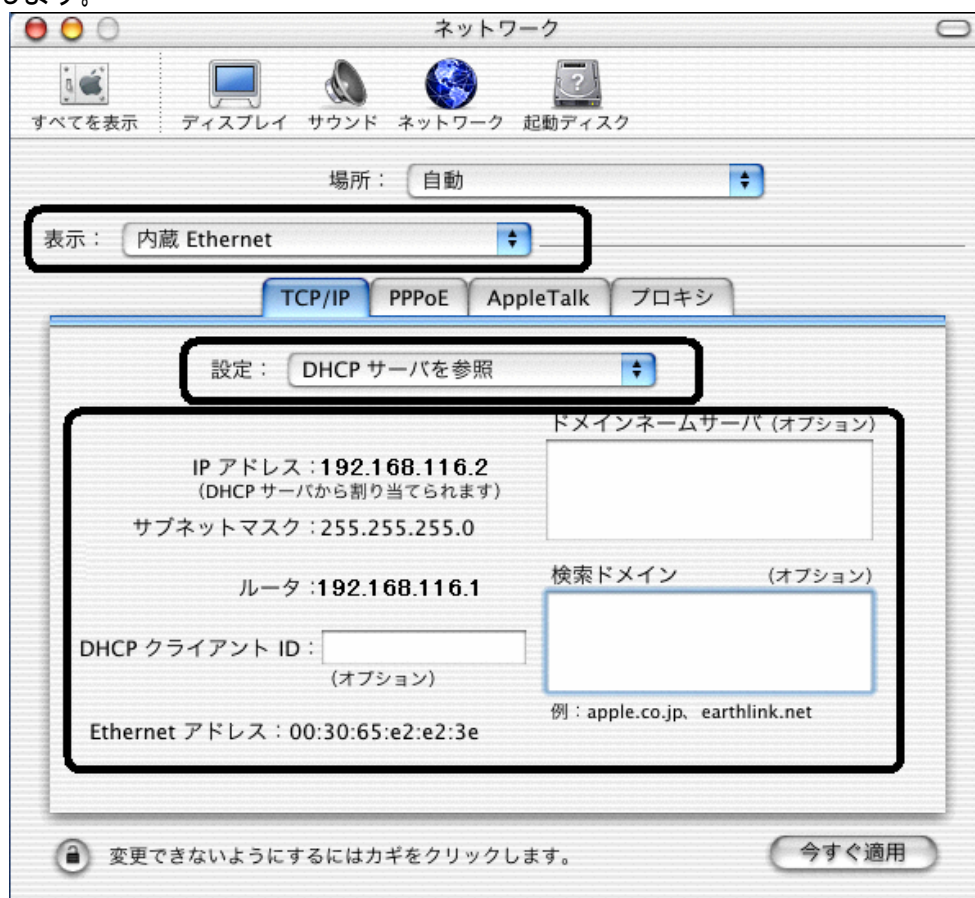 します。
ネットワーク
すべてを表示 ディスプレイ サウンド ネットワーク 起動ディスク
場所： 自動
表示： 内蔵 Ethernet
TCP/IP PPPoE AppleTalk プロキシ
設定： DHCP サーバを参照
ドメインネームサーバ (オプション)
IP アドレス：192.168.116.2
（DHCP サーバから割り当てられます）
サブネットマスク：255.255.255.0
検索ドメイン (オプション)
ルータ：192.168.116.1
DHCP クライアント ID：
(オプション)
例：apple.co.jp、earthlink.net
Ethernet アドレス：00:30:65:e2:e2:3e
変更できないようにするにはカギをクリックします。
今すぐ適用